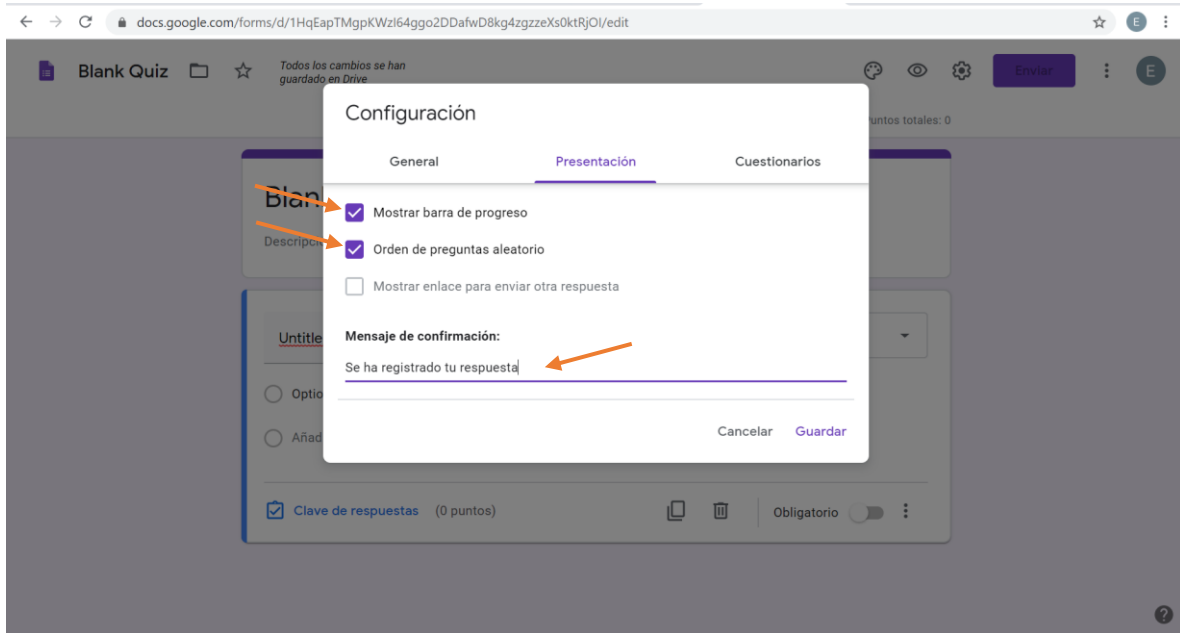 docs.google.com/forms/d/1HqEapTMgpKWzI64ggo2DDafwD8kg4zgzzeXs0ktRjOI/edit
E
Blank Quiz
Todos los cambios se han
guardado en Drive
Enviar
E
untos totales: 0
Configuración
General
Presentación
Cuestionarios
Blan
Mostrar barra de progreso
Descripci
Orden de preguntas aleatorio
Mostrar enlace para enviar otra respuesta
Untitle
Mensaje de confirmación:
Se ha registrado tu respuesta
Optio
Añad
Cancelar
Guardar
Clave de respuestas (0 puntos)
Obligatorio